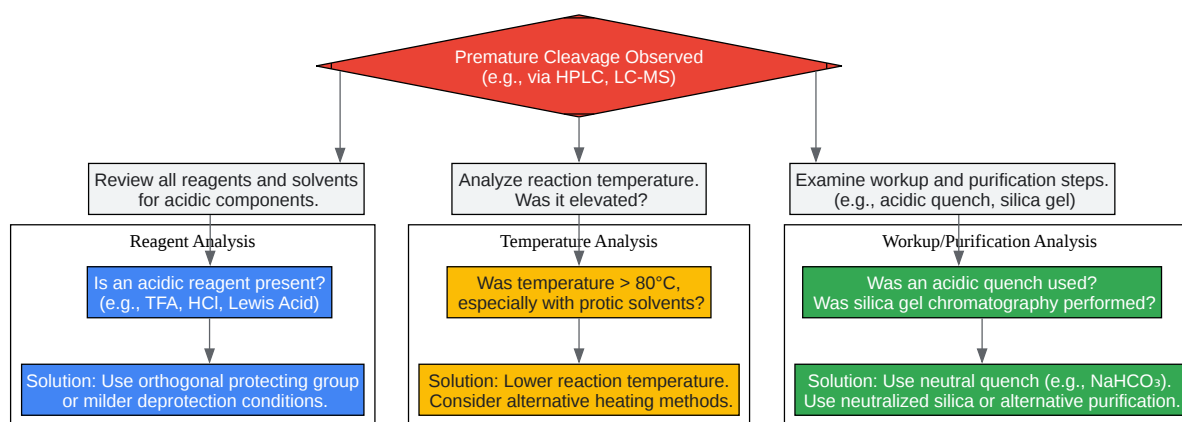 Premature Cleavage Observed
(e.g., via HPLC, LC-MS)
Review all reagents and solvents
for acidic components.
Analyze reaction temperature.
Was it elevated?
Examine workup and purification steps.
(e.g., acidic quench, silica gel)
Reagent Analysis
Is an acidic reagent present?
(e.g., TFA, HCl, Lewis Acid)
Solution: Use orthogonal protecting group
or milder deprotection conditions.
Temperature Analysis
Was temperature > 80°C,
especially with protic solvents?
Solution: Lower reaction temperature.
Consider alternative heating methods.
Workup/Purification Analysis
Was an acidic quench used?
Was silica gel chromatography performed?
Solution: Use neutral quench (e.g., NaHCO₃).
Use neutralized silica or alternative purification.